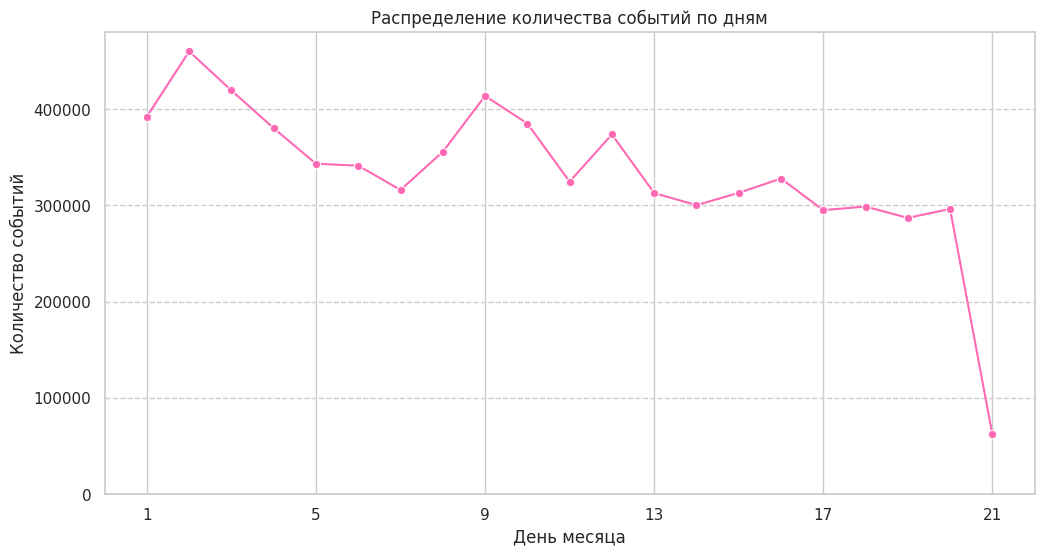 Распределение количества событий по дням
Количество событий
400000
300000
200000
100000
0
1 5 9 13 17 21
День месяца